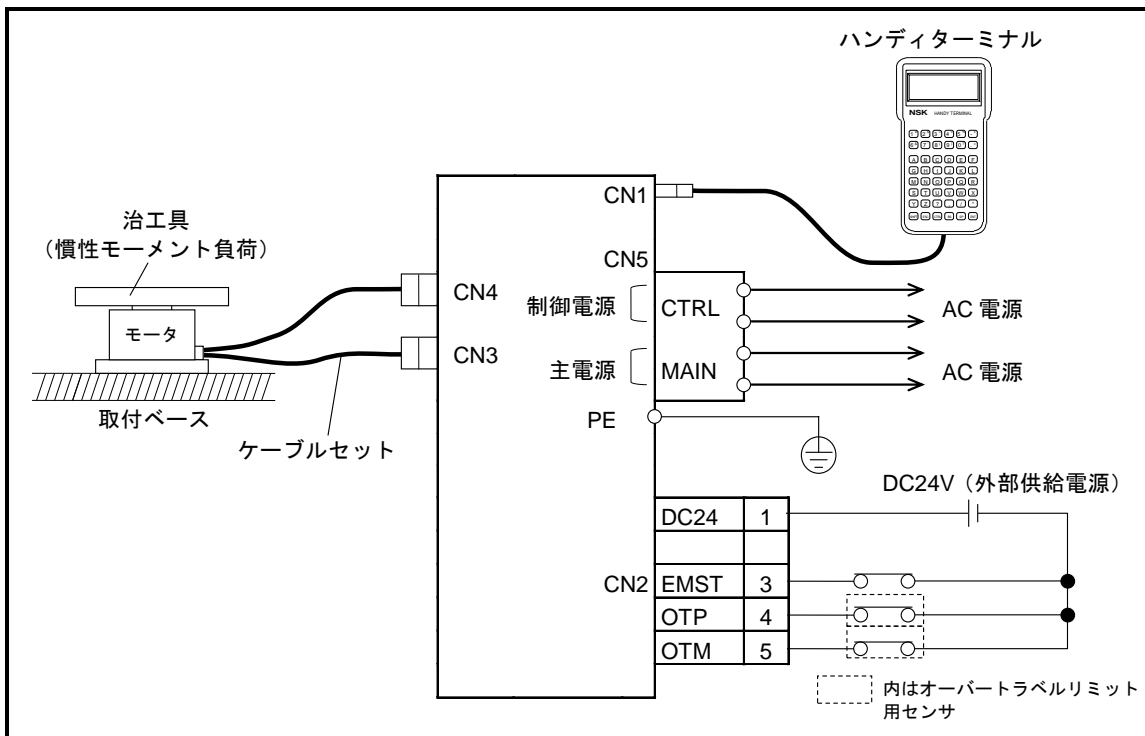 ハンディターミナル
NSK HANDY TERMINAL
CN1
治工具
（慣性モーメント負荷）
モータ
取付ベース
ケーブルセット
CN4
CN3
CN5
制御電源
CTRL
AC 電源
主電源
MAIN
AC 電源
PE
DC24V（外部供給電源）
DC24 1
CN2
EMST 3
OTP 4
OTM 5
内はオーバートラベルリミット
用センサ